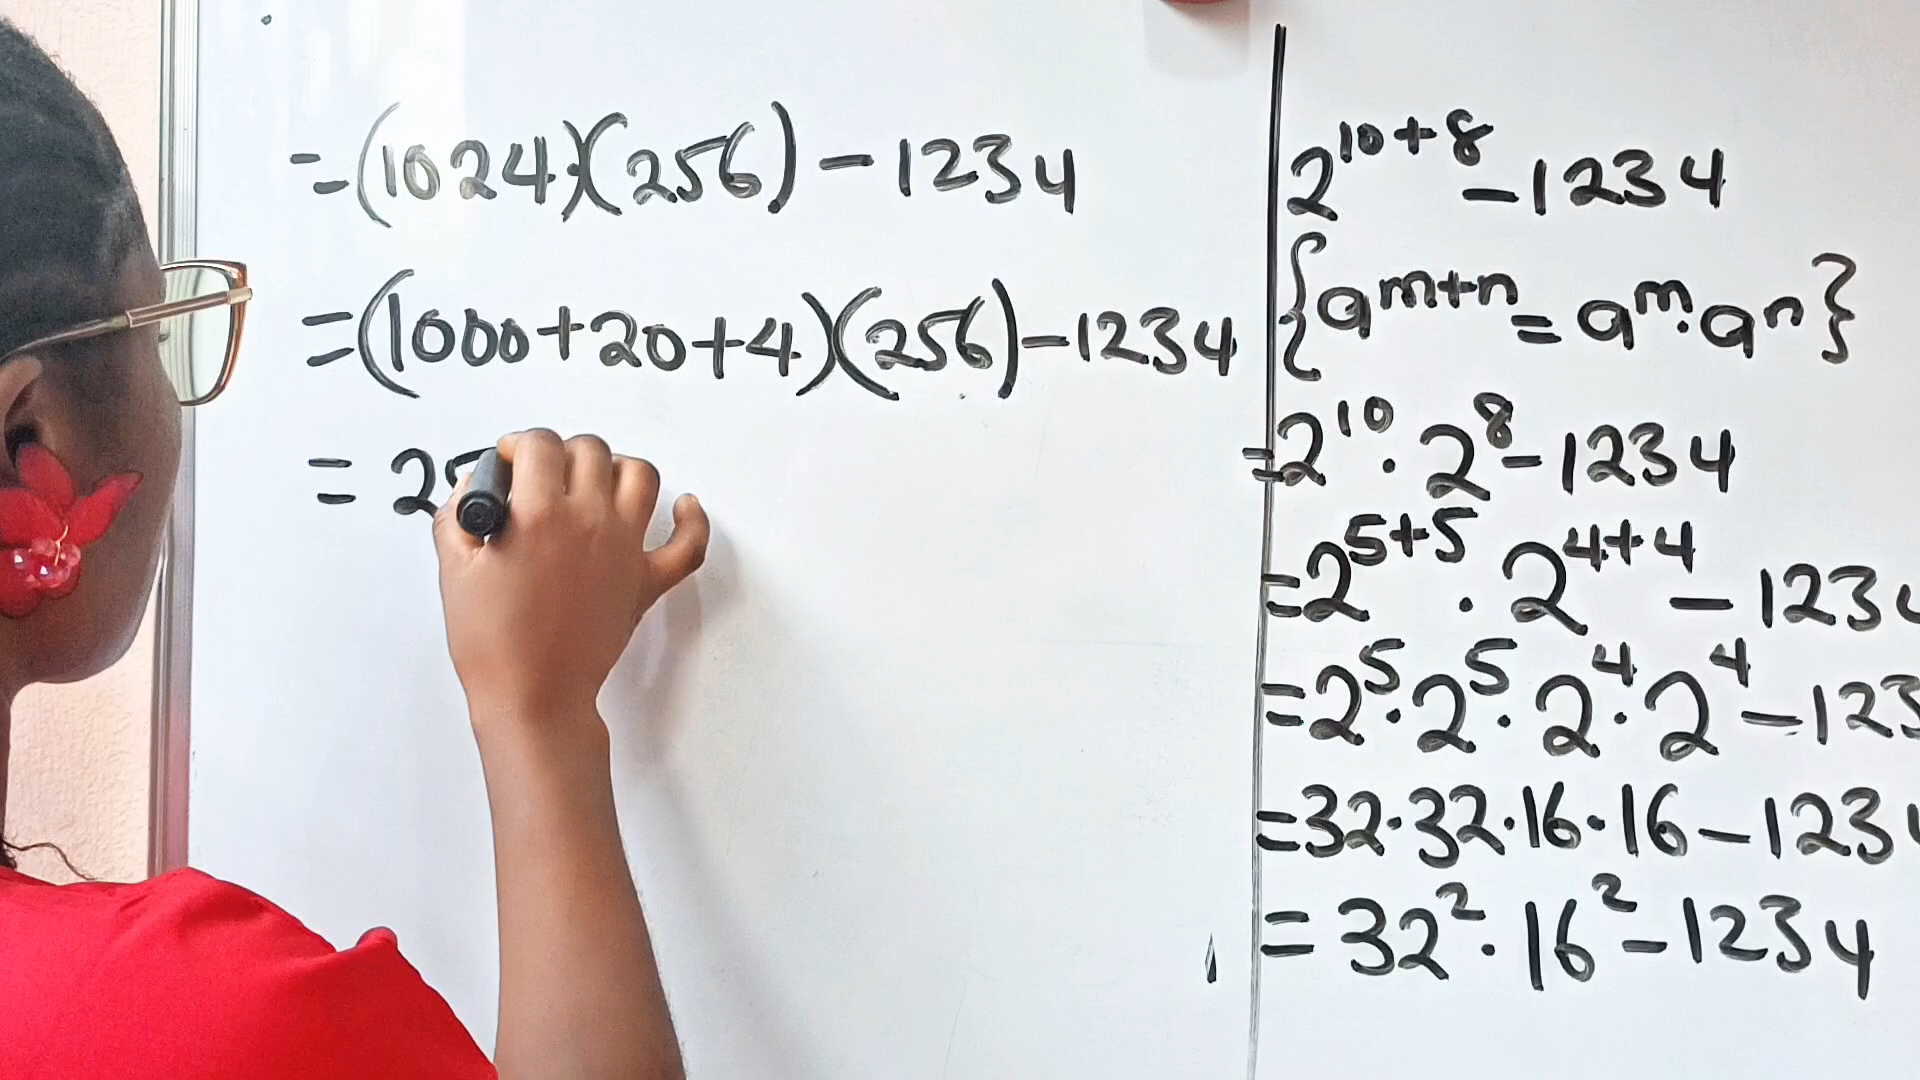 = (1024)(256) - 1234
= (1000+20+4)(256) - 1234
= 25
2^{10+8} - 1234
{a^{m+n} = a^m . a^n}
= 2^{10} . 2^8 - 1234
= 2^{5+5} . 2^{4+4} - 1234
= 2^5 . 2^5 . 2^4 . 2^4 - 123
= 32 . 32 . 16 . 16 - 1234
= 32^2 . 16^2 - 1234